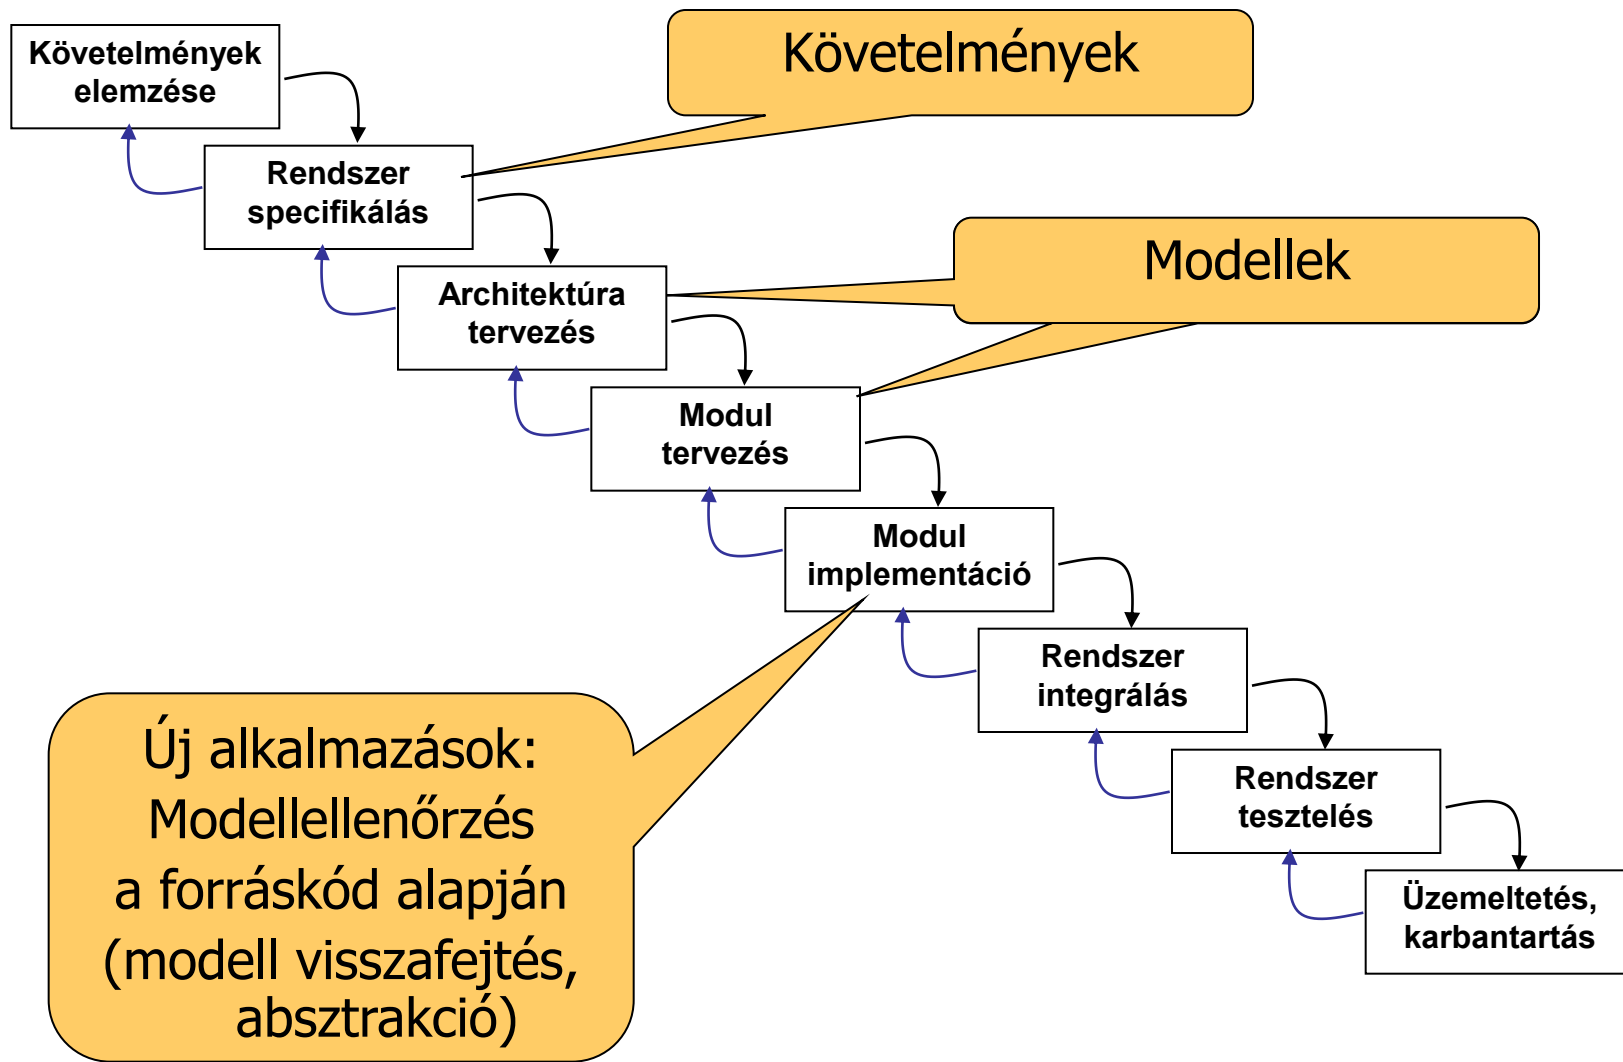 Követelmények
elemzése
Követelmények
Rendszer
specifikálás
Modellek
Architektúra
tervezés
Modul
tervezés
Modul
implementáció
Rendszer
integrálás
Új alkalmazások:
Modellellenőrzés
a forráskód alapján
(modell visszafejtés,
absztrakció)
Rendszer
tesztelés
Üzemeltetés,
karbantartás